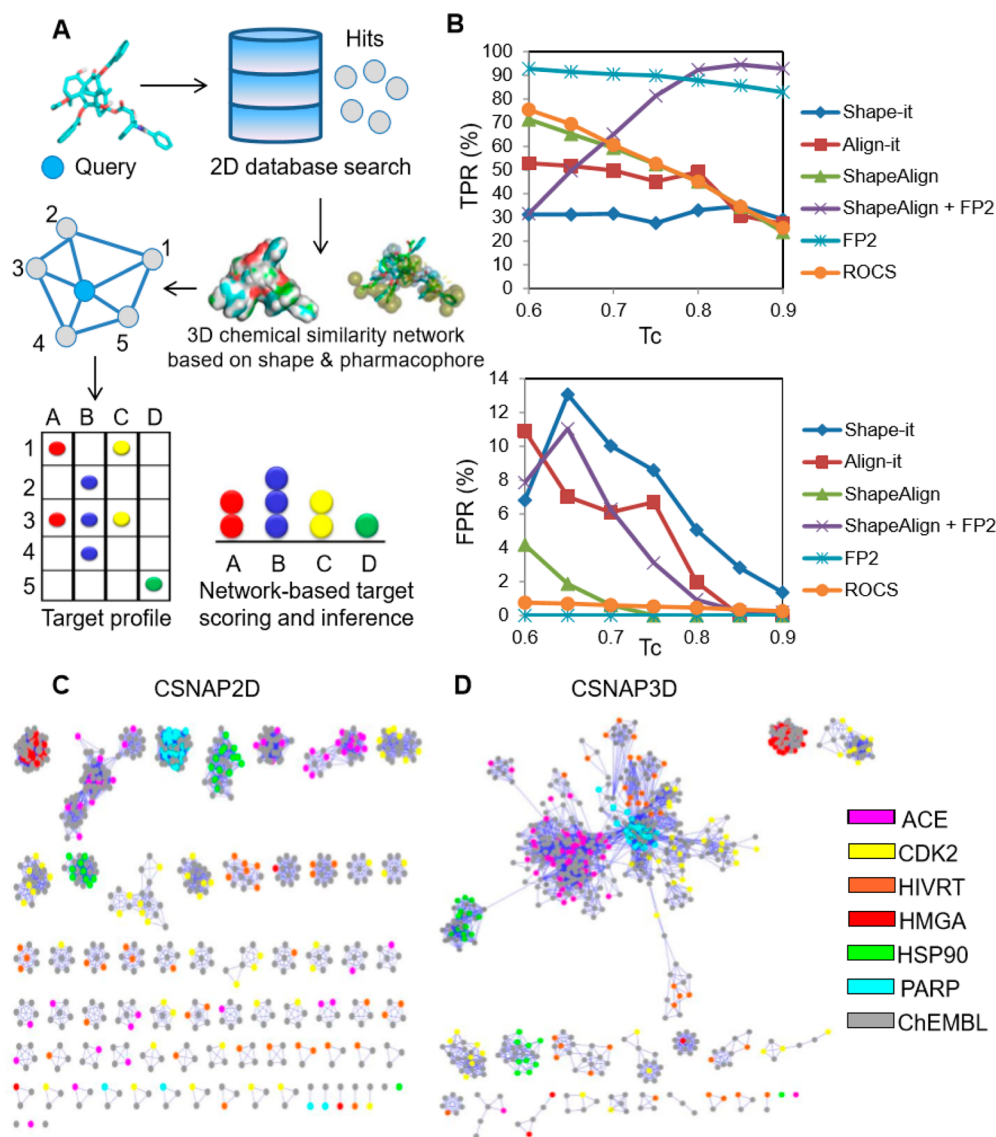 A
Hits
Query
2D database search
2
1
3
4
5
3D chemical similarity network
based on shape & pharmacophore
A B C D
1
2
3
4
5
Target profile
A B C D
Network-based target
scoring and inference
B
100
90
80
70
60
50
40
30
20
10
0
TPR (%)
0.6 0.7 0.8 0.9
Tc
Shape-it
Align-it
ShapeAlign
ShapeAlign + FP2
FP2
ROCS
14
12
10
8
6
4
2
0
FPR (%)
0.6 0.7 0.8 0.9
Tc
Shape-it
Align-it
ShapeAlign
ShapeAlign + FP2
FP2
ROCS
C
CSNAP2D
D
CSNAP3D
ACE
CDK2
HIVRT
HMGA
HSP90
PARP
ChEMBL